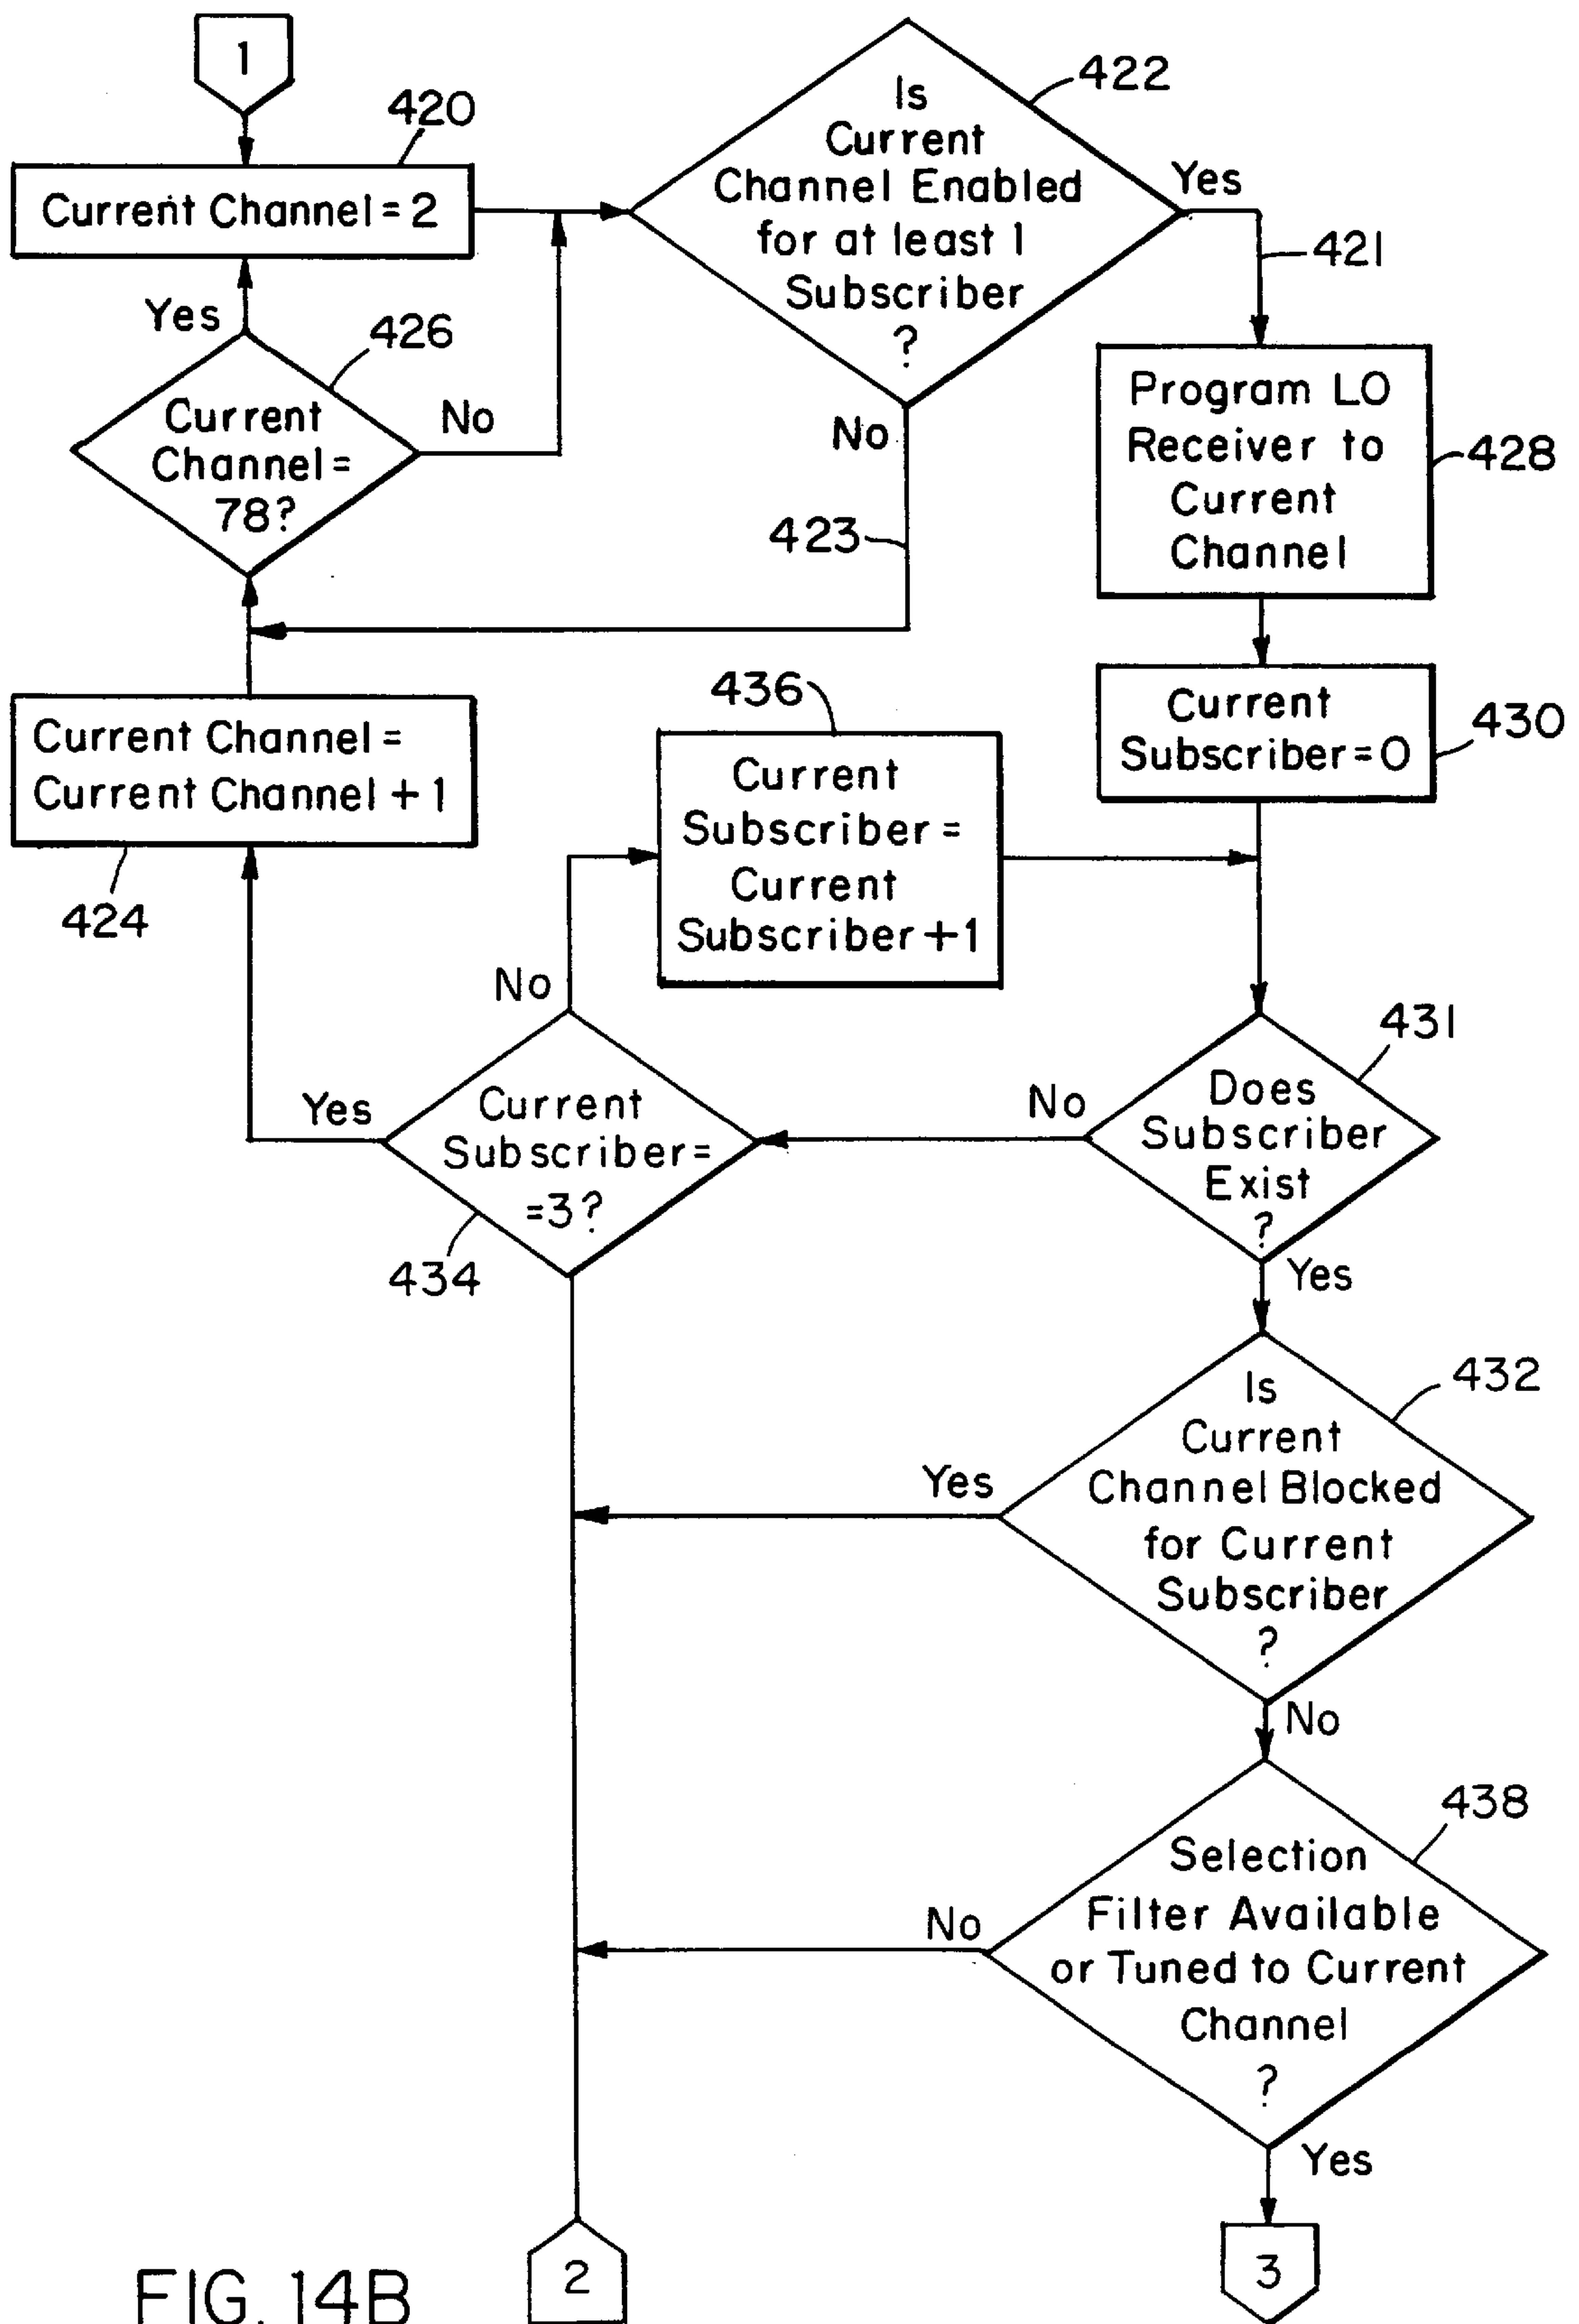 1
420
Current Channel = 2
Is
Current
Channel Enabled
for at least 1
Subscriber
?
422
Yes
421
No
423
Yes
426
Current
Channel =
78?
No
Program LO
Receiver to
Current
Channel
428
Current
Subscriber = 0
430
Current Channel =
Current Channel + 1
424
436
Current
Subscriber =
Current
Subscriber + 1
No
Yes
Current
Subscriber =
=3?
434
No
431
Does
Subscriber
Exist
?
Yes
432
Is
Current
Channel Blocked
for Current
Subscriber
?
Yes
No
438
Selection
Filter Available
or Tuned to Current
Channel
?
No
Yes
2
3
FIG. 14B